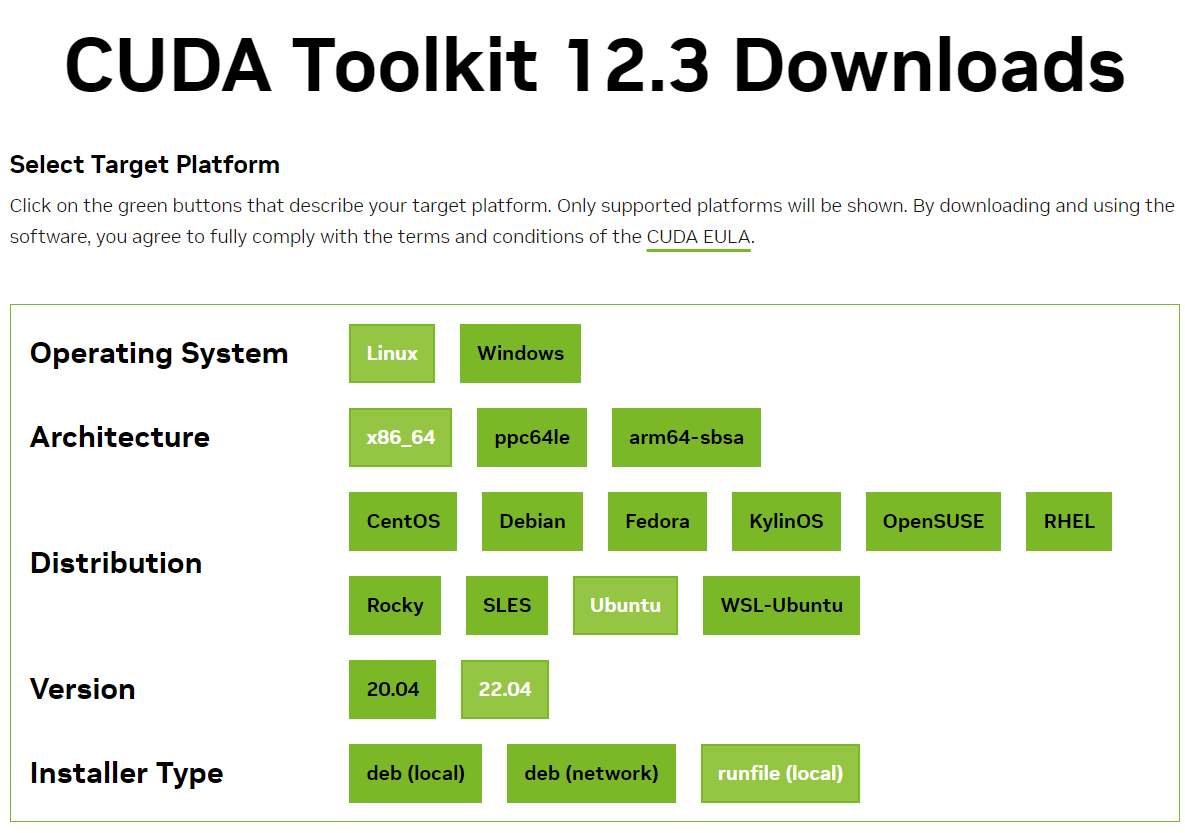 CUDA Toolkit 12.3 Downloads
Select Target Platform
Click on the green buttons that describe your target platform. Only supported platforms will be shown. By downloading and using the
software, you agree to fully comply with the terms and conditions of the CUDA EULA.
Operating System
Linux Windows
Architecture
x86_64 ppc64le arm64-sbsa
Distribution
CentOS Debian Fedora KylinOS OpenSUSE RHEL
Rocky SLES Ubuntu WSL-Ubuntu
Version
20.04 22.04
Installer Type
deb (local) deb (network) runfile (local)